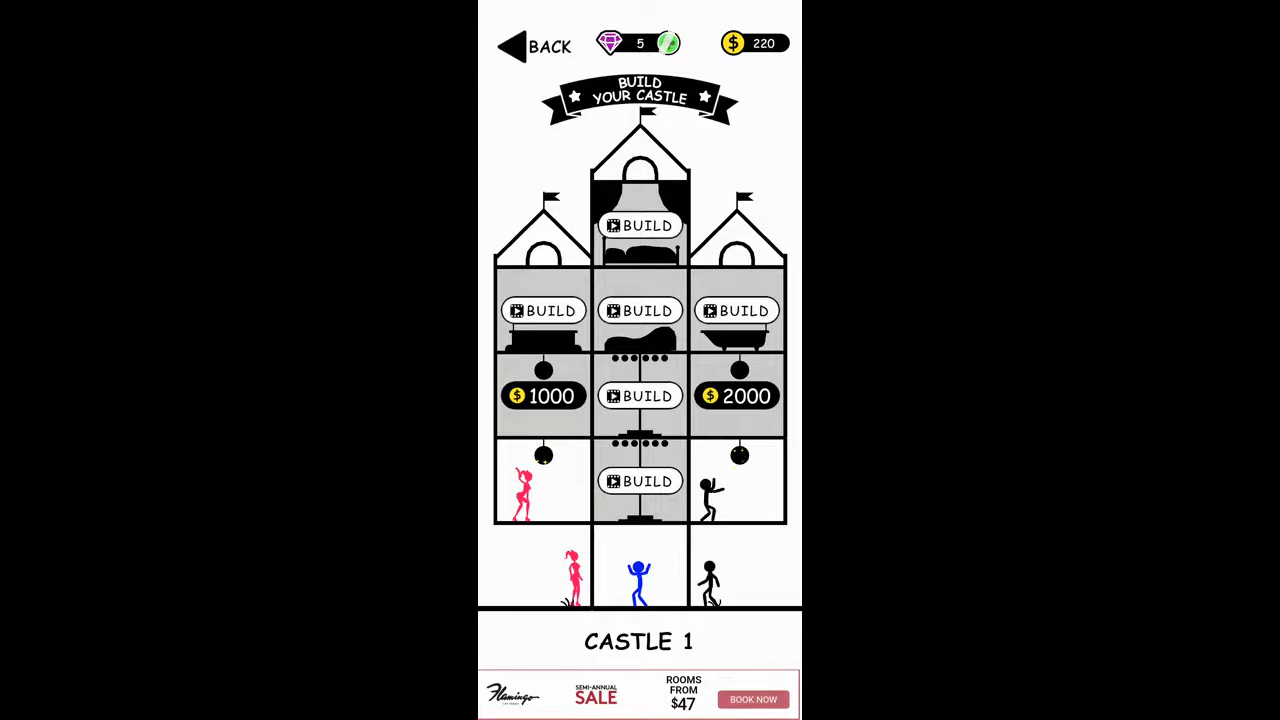 BACK
5
220
BUILD
YOUR CASTLE
BUILD
BUILD
BUILD
BUILD
1000
BUILD
2000
BUILD
CASTLE 1
Flamingo
SEMI-ANNUAL
SALE
ROOMS
FROM
$47
BOOK NOW